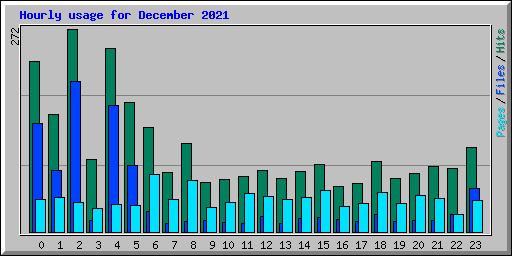 Hourly usage for December 2021
272
Pages/Files/Hits
0 1 2 3 4 5 6 7 8 9 10 11 12 13 14 15 16 17 18 19 20 21 22 23